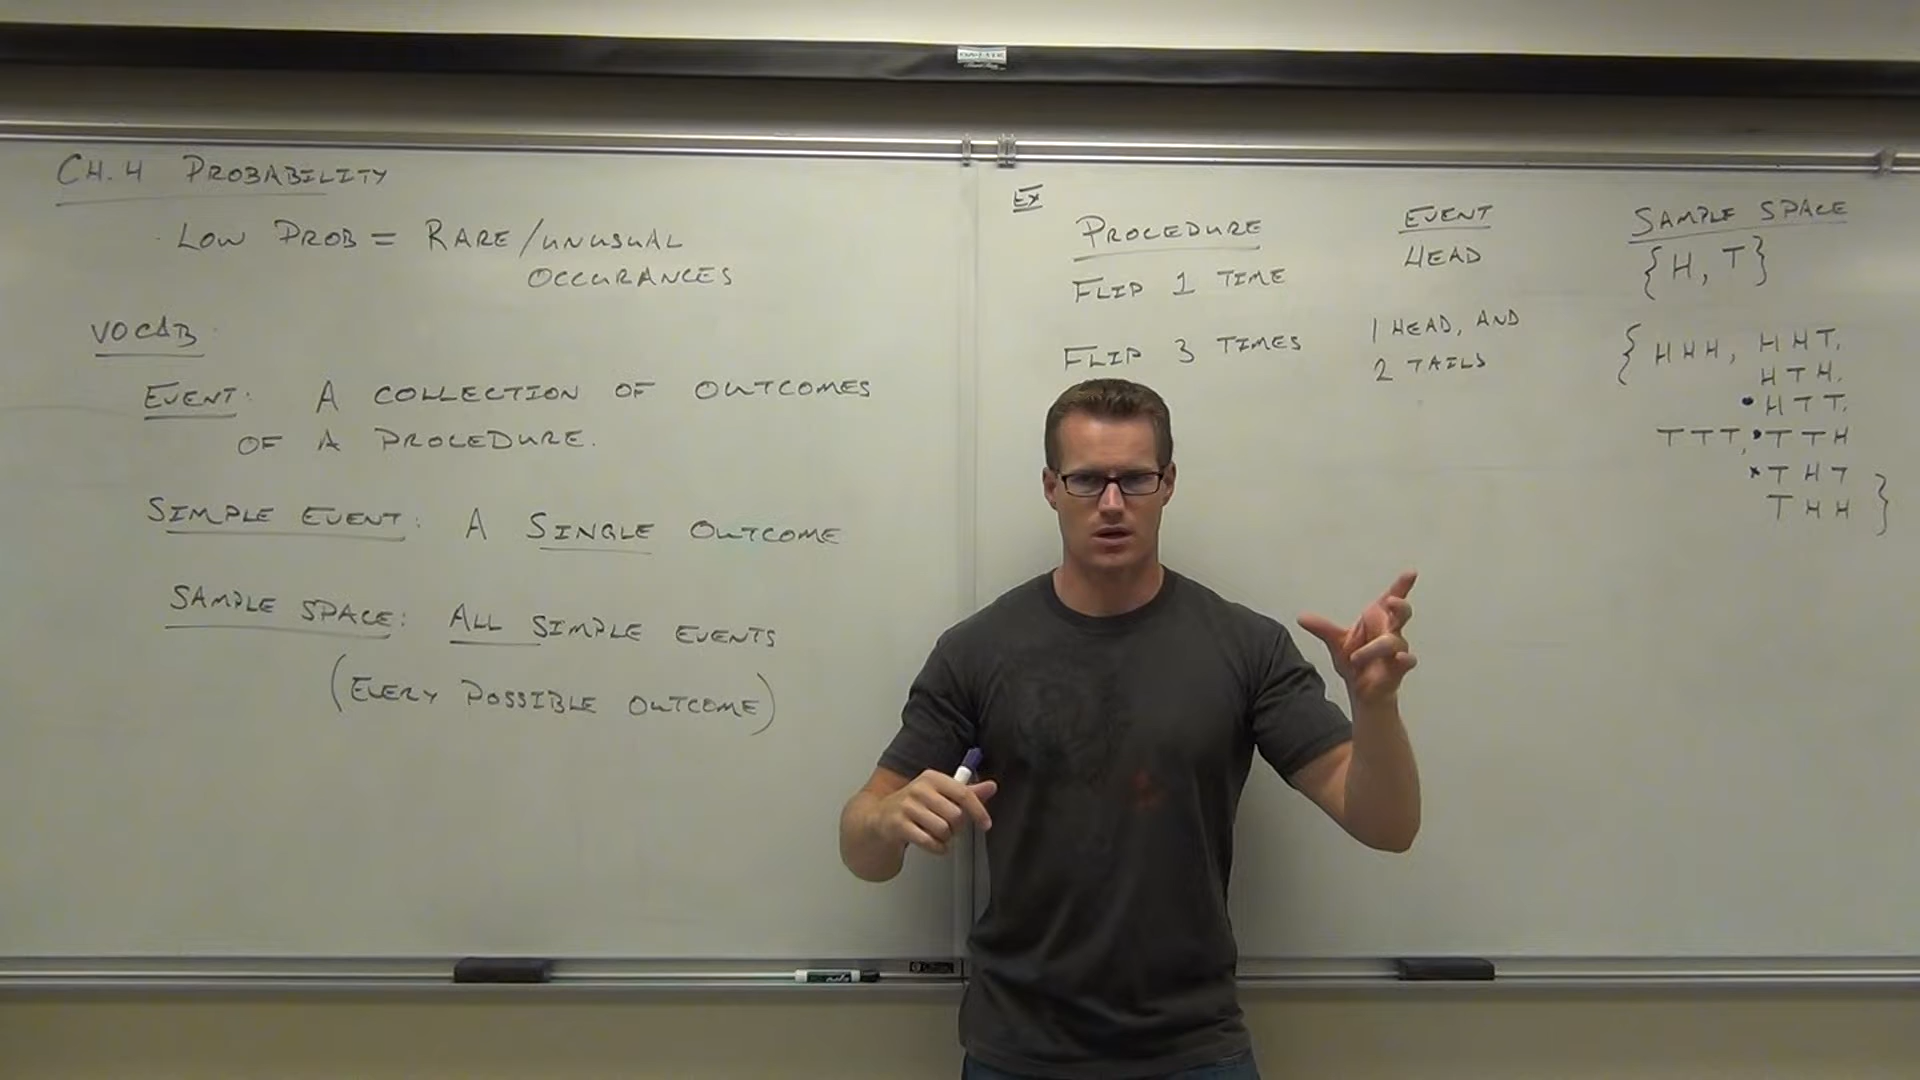 DA-LITE
CH. 4 PROBABILITY
LOW PROB = RARE/UNUSUAL
OCCURANCES
VOCAB:
EVENT: A COLLECTION OF OUTCOMES
OF A PROCEDURE.
SIMPLE EVENT: A SINGLE OUTCOME
SAMPLE SPACE: ALL SIMPLE EVENTS
(EVERY POSSIBLE OUTCOME)
EX
PROCEDURE EVENT SAMPLE SPACE
FLIP 1 TIME HEAD {H, T}
FLIP 3 TIMES 1 HEAD, AND {HHH, HHT,
2 TAILS HTH,
• HTT,
TTT, • TTH
• THT
THH }